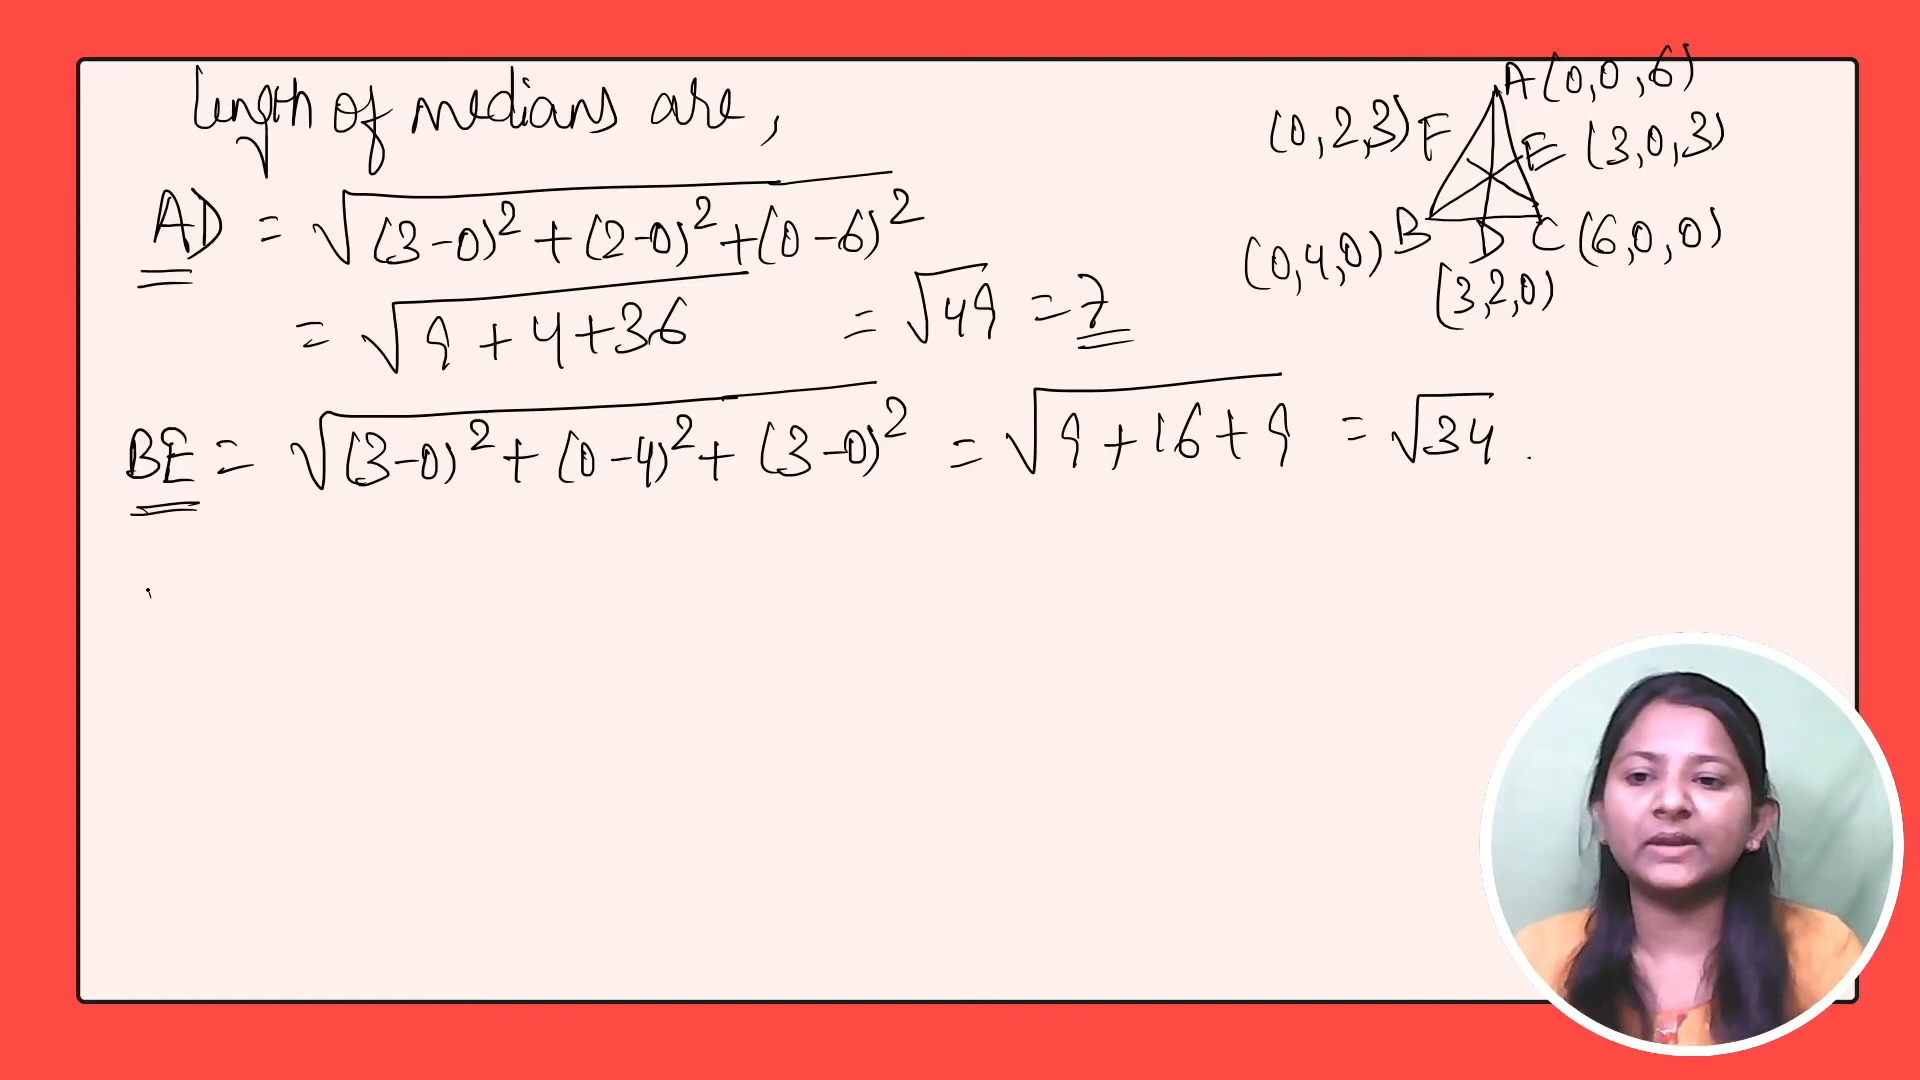 length of medians are,
AD = √(3-0)² + (2-0)² + (0-6)²
= √9+4+36 = √49 = 7
BE = √(3-0)² + (0-4)² + (3-0)² = √9+16+9 = √34 .
A (0,0,6)
(0,2,3) F E (3,0,3)
(0,4,0) B D C (6,0,0)
(3,2,0)